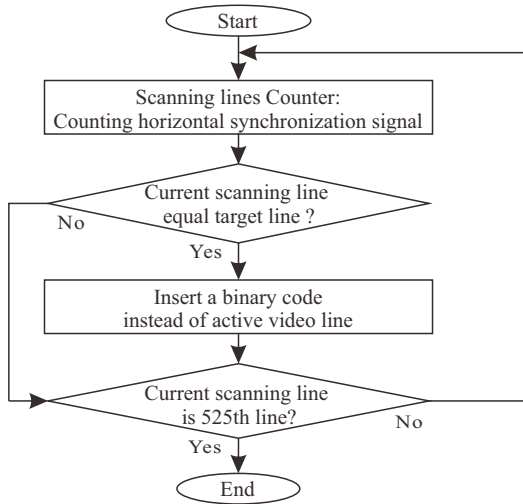 Start
Scanning lines Counter:
Counting horizontal synchronization signal
Current scanning line
equal target line ?
No
Yes
Insert a binary code
instead of active video line
Current scanning line
is 525th line?
No
Yes
End